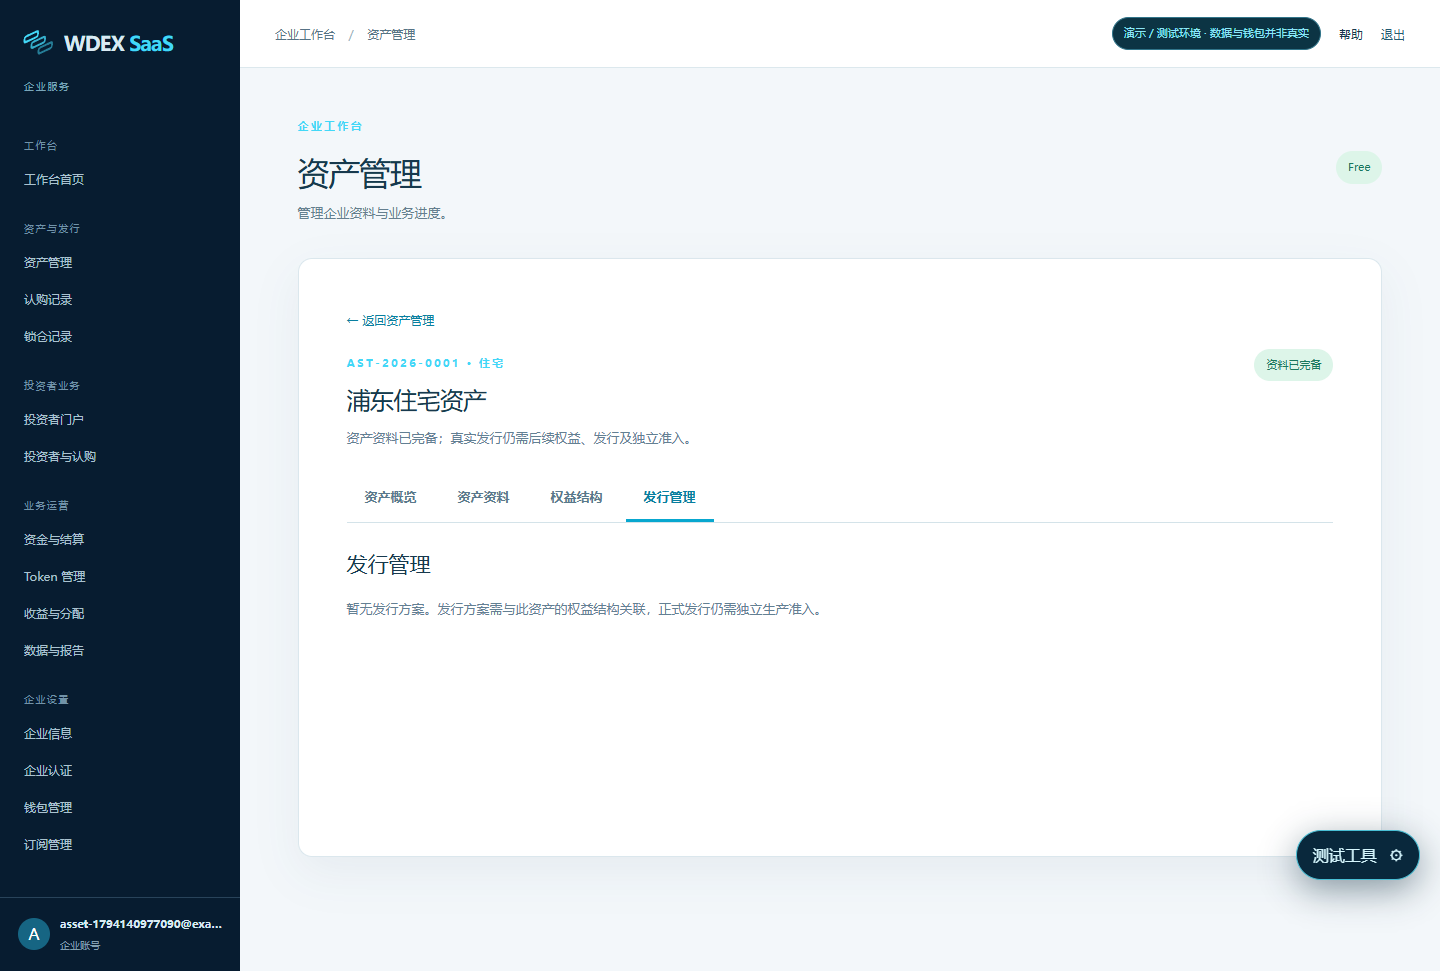 WDEX SaaS
企业服务
工作台
工作台首页
资产与发行
资产管理
认购记录
锁仓记录
投资者业务
投资者门户
投资者与认购
业务运营
资金与结算
Token 管理
收益与分配
数据与报告
企业设置
企业信息
企业认证
钱包管理
订阅管理
A
asset-1794140977090@exa...
企业账号
企业工作台 / 资产管理
演示 / 测试环境 · 数据与钱包并非真实
帮助
退出
企业工作台
资产管理
Free
管理企业资料与业务进度。
← 返回资产管理
AST-2026-0001 • 住宅
资料已完备
浦东住宅资产
资产资料已完备；真实发行仍需后续权益、发行及独立准入。
资产概览 资产资料 权益结构 发行管理
发行管理
暂无发行方案。发行方案需与此资产的权益结构关联，正式发行仍需独立生产准入。
测试工具